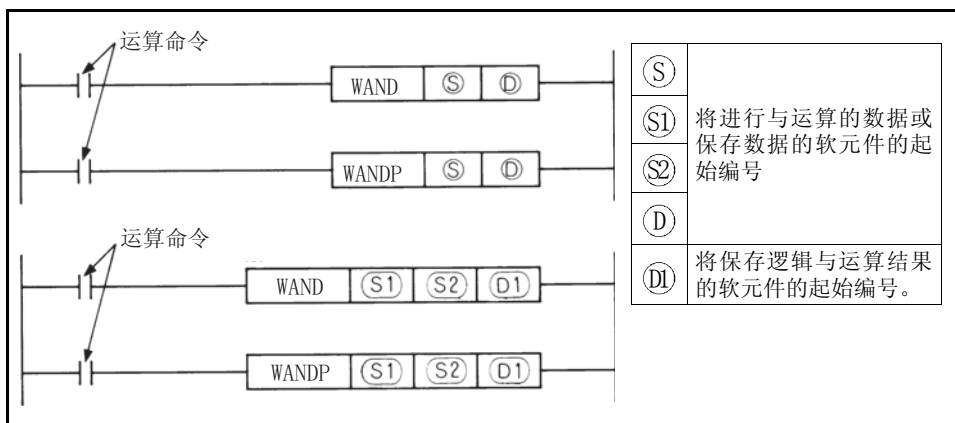 运算命令
WAND Ⓢ Ⓓ
WANDP Ⓢ Ⓓ
运算命令
WAND S1 S2 D1
WANDP S1 S2 D1
Ⓢ
S1
S2
Ⓓ
将进行与运算的数据或
保存数据的软元件的起
始编号
D1
将保存逻辑与运算结果
的软元件的起始编号。